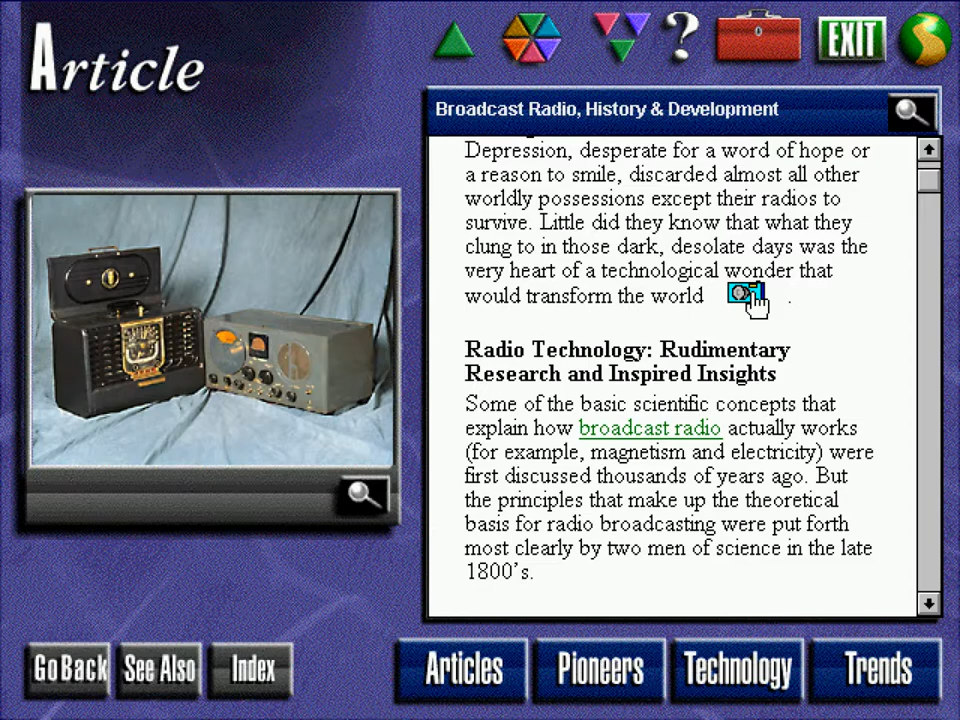 Article
EXIT
Broadcast Radio, History & Development
Depression, desperate for a word of hope or
a reason to smile, discarded almost all other
worldly possessions except their radios to
survive. Little did they know that what they
clung to in those dark, desolate days was the
very heart of a technological wonder that
would transform the world .
Radio Technology: Rudimentary
Research and Inspired Insights
Some of the basic scientific concepts that
explain how broadcast radio actually works
(for example, magnetism and electricity) were
first discussed thousands of years ago. But
the principles that make up the theoretical
basis for radio broadcasting were put forth
most clearly by two men of science in the late
1800's.
Go Back
See Also
Index
Articles
Pioneers
Technology
Trends